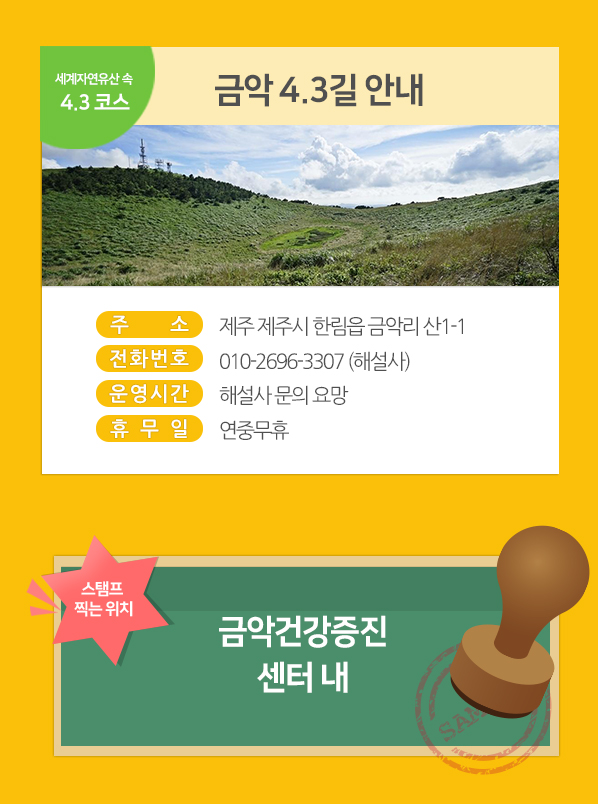 세계자연유산 속
4.3 코스
금악 4.3길 안내
주 소 제주 제주시 한림읍 금악리 산1-1
전화번호 010-2696-3307 (해설사)
운영시간 해설사 문의 요망
휴 무 일 연중무휴
스탬프
찍는 위치
금악건강증진
센터 내